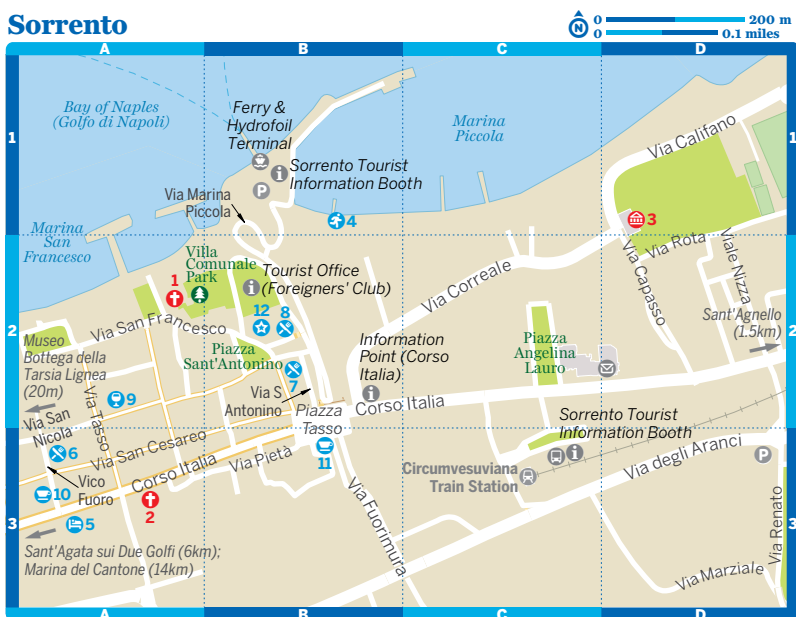 Sorrento
N
0 200 m
0 0.1 miles
A B C D
1 1
Bay of Naples
(Golfo di Napoli)
Ferry &
Hydrofoil
Terminal
Marina
Piccola
Via Califano
i Sorrento Tourist
Information Booth
P
Via Marina
Piccola
4
3
Marina
San
Francesco
Via Rota
Viale Nizza
Via Capasso
2 2
Villa
Comunale
Park
1
Tourist Office
i (Foreigners' Club)
Via Correale
12 8
Via San Francesco
Sant'Agnello
(1.5km)
Museo
Bottega della
Tarsia Lignea
(20m)
Piazza
Sant'Antonino
7
Information
Point (Corso
Italia)
i
Piazza
Angelina
Lauro
Via S
Antonino
9
Via Tasso
Via San
Nicola
Piazza
Tasso
Corso Italia
Sorrento Tourist
Information Booth
i
6
Via San Cesareo
11
Corso Italia
Via Pietà
Circumvesuviana
Train Station
Via degli Aranci
P
Vico
Fuoro
10
2
5
3 3
Via Fuorimura
Via Renato
Sant'Agata sui Due Golfi (6km);
Marina del Cantone (14km)
Via Marziale
A B C D